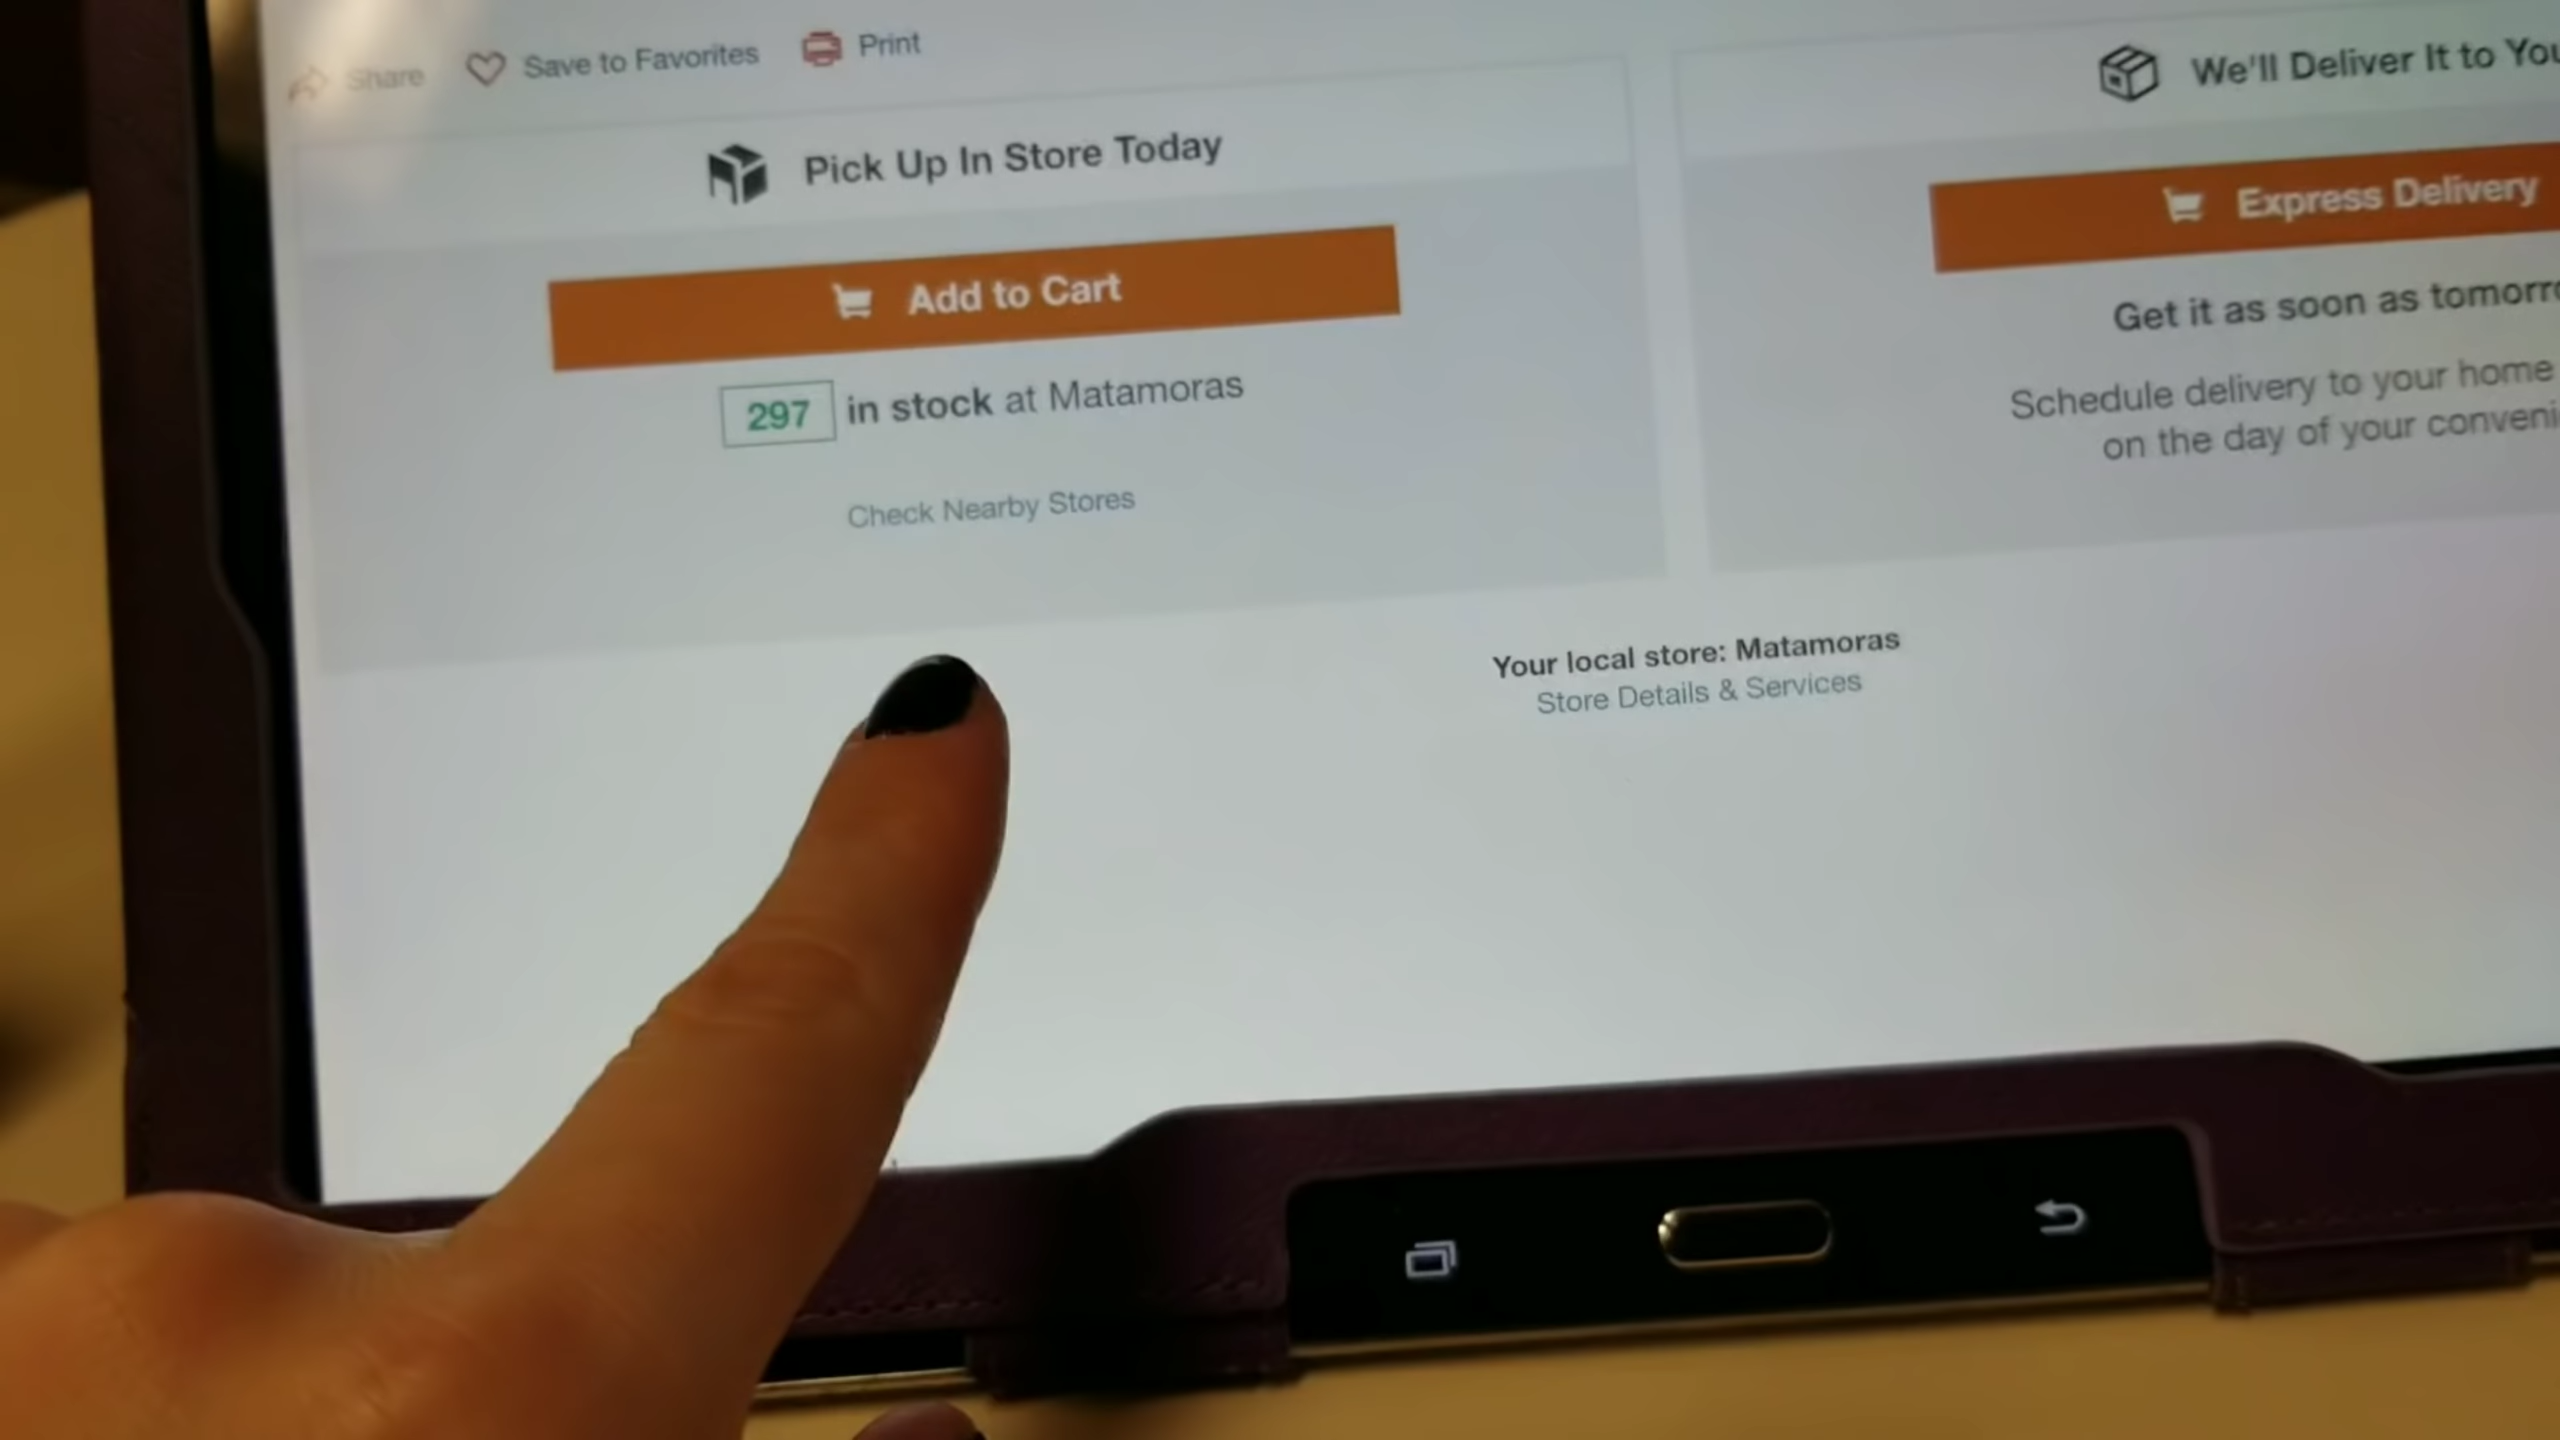 Share
Save to Favorites
Print
Pick Up In Store Today
Add to Cart
297 in stock at Matamoras
Check Nearby Stores
We'll Deliver It to You
Express Delivery
Get it as soon as
Schedule delivery to your home
on the day of your
Your local store: Matamoras
Store Details & Services